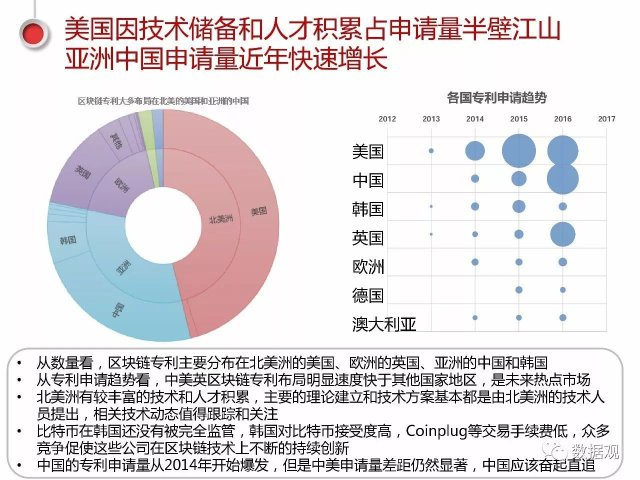 美国因技术储备和人才积累占申请量半壁江山
亚洲中国申请量近年快速增长
区块链专利大多布局在北美的美国和亚洲的中国
其他
美国
欧洲
北美洲
美国
韩国
亚洲
中国
各国专利申请趋势
2012 2013 2014 2015 2016 2017
美国
中国
韩国
英国
欧洲
德国
澳大利亚
• 从数量看，区块链专利主要分布在北美洲的美国、欧洲的英国、亚洲的中国和韩国
• 从专利申请趋势看，中美英区块链专利布局明显速度快于其他国家地区，是未来热点市场
• 北美洲有较丰富的技术和人才积累，主要的理论建立和技术方案基本都是由北美洲的技术人
员提出，相关技术动态值得跟踪和关注
• 比特币在韩国还没有被完全监管，韩国对比特币接受度高，Coinplug等交易手续费低，众多
竞争促使这些公司在区块链技术上不断的持续创新
• 中国的专利申请量从2014年开始爆发，但是中美申请量差距仍然显著，中国应该奋起直追
数据观